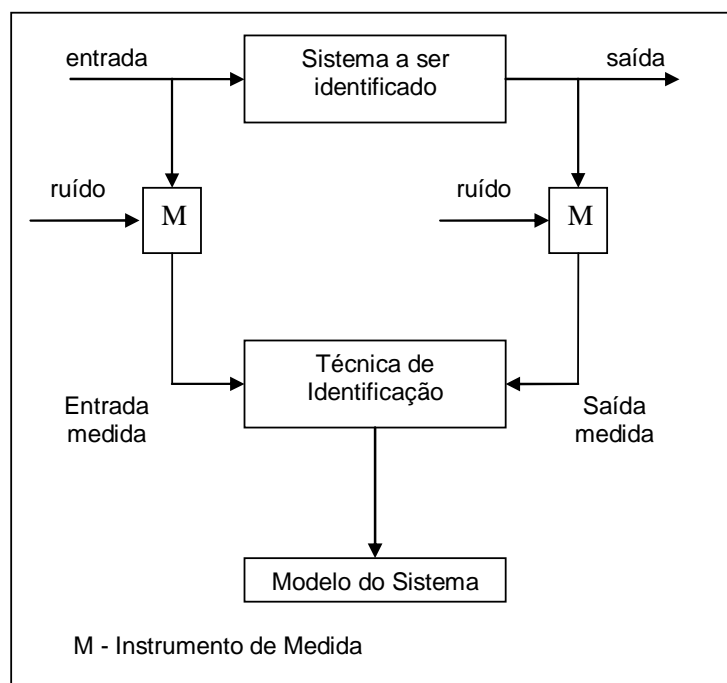 entrada
Sistema a ser
identificado
saída
ruído
M
ruído
M
Técnica de
Identificação
Entrada
medida
Saída
medida
Modelo do Sistema
M - Instrumento de Medida